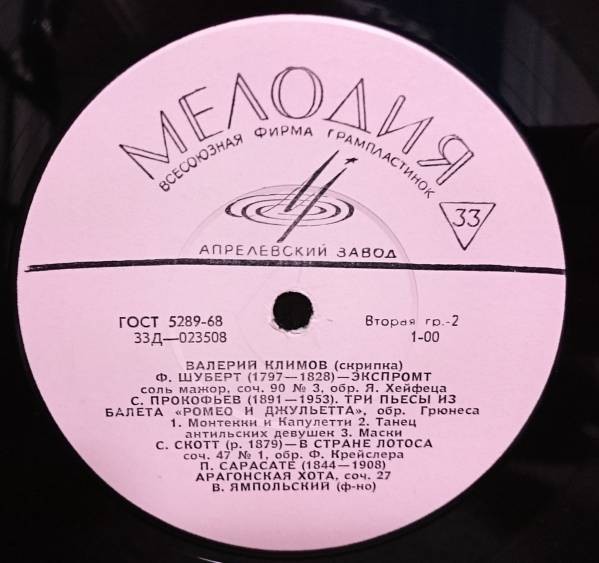 МЕЛОДИЯ
ВСЕСОЮЗНАЯ ФИРМА ГРАМПЛАСТИНОК
33
АПРЕЛЕВСКИЙ ЗАВОД
ГОСТ 5289-68 Вторая гр.-2
33Д—023508 1-00
ВАЛЕРИЙ КЛИМОВ (скрипка)
Ф. ШУБЕРТ (1797—1828)—ЭКСПРОМТ
соль мажор, соч. 90 № 3, обр. Я. Хейфеца
С. ПРОКОФЬЕВ (1891—1953). ТРИ ПЬЕСЫ ИЗ
БАЛЕТА «РОМЕО И ДЖУЛЬЕТТА», обр. Грюнеса
1. Монтекки и Капулетти 2. Танец
антильских девушек 3. Маски
С. СКОТТ (р. 1879)—В СТРАНЕ ЛОТОСА
соч. 47 № 1, обр. Ф. Крейслера
П. САРАСАТЕ (1844—1908)
АРАГОНСКАЯ ХОТА, соч. 27
В. ЯМПОЛЬСКИЙ (ф-но)